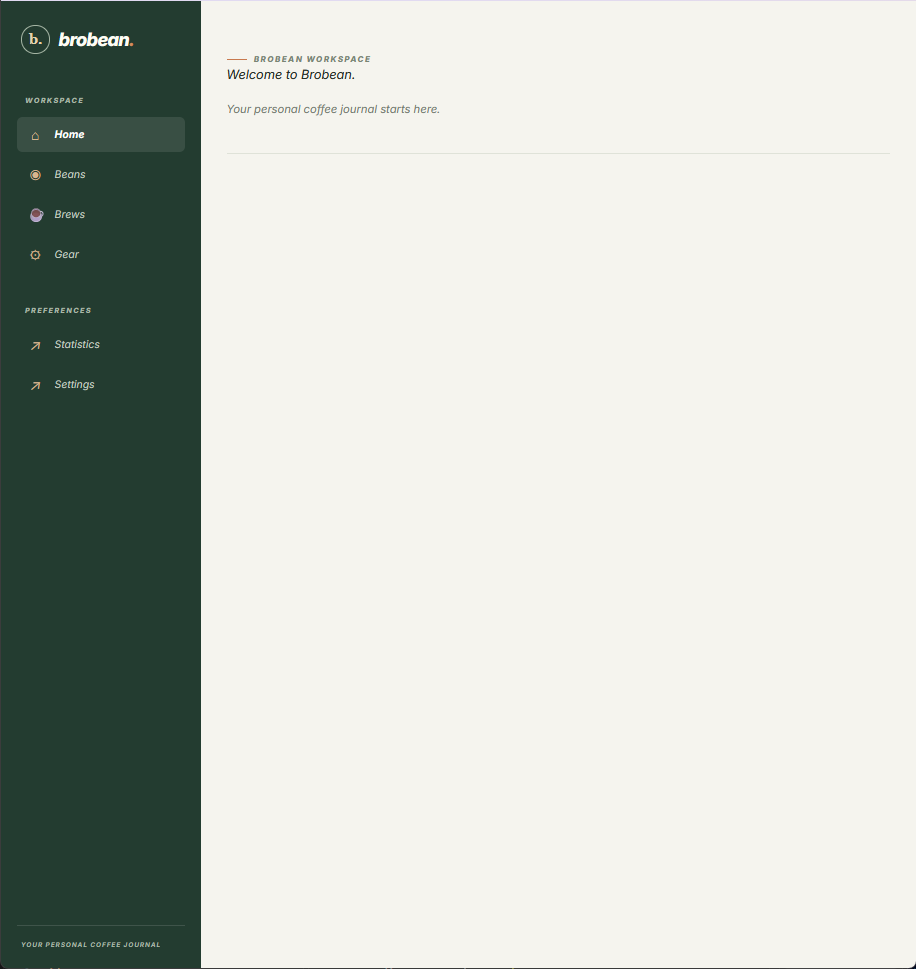 b. brobean.
WORKSPACE
Home
Beans
Brews
Gear
PREFERENCES
Statistics
Settings
YOUR PERSONAL COFFEE JOURNAL
BROBEAN WORKSPACE
Welcome to Brobean.
Your personal coffee journal starts here.